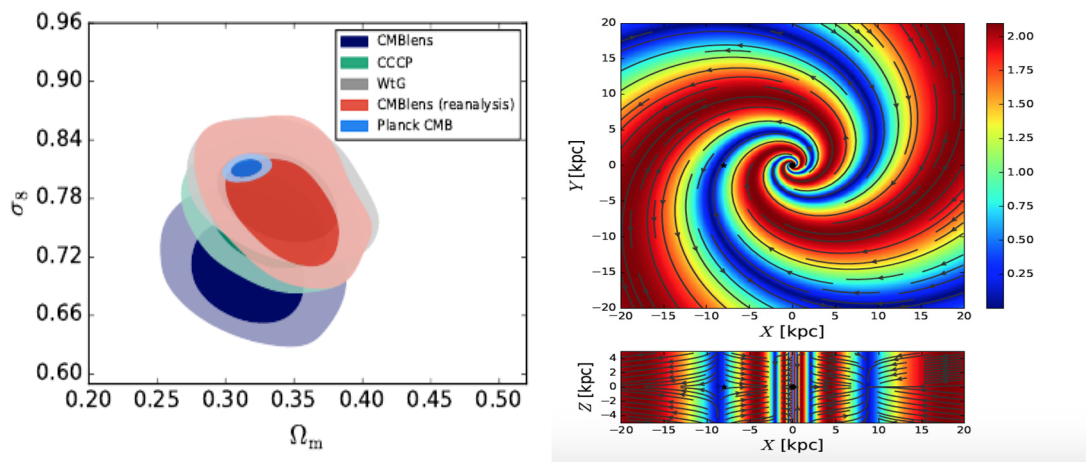 0.96
0.90
0.84
0.78
0.72
0.66
0.60
σ8
0.20 0.25 0.30 0.35 0.40 0.45 0.50
Ωm
CMBlens
CCCP
WtG
CMBlens (reanalysis)
Planck CMB
20
15
10
5
0
−5
−10
−15
−20
Y [kpc]
−20 −15 −10 −5 0 5 10 15 20
X [kpc]
2.00
1.75
1.50
1.25
1.00
0.75
0.50
0.25
4
2
0
−2
−4
Z [kpc]
−20 −15 −10 −5 0 5 10 15 20
X [kpc]